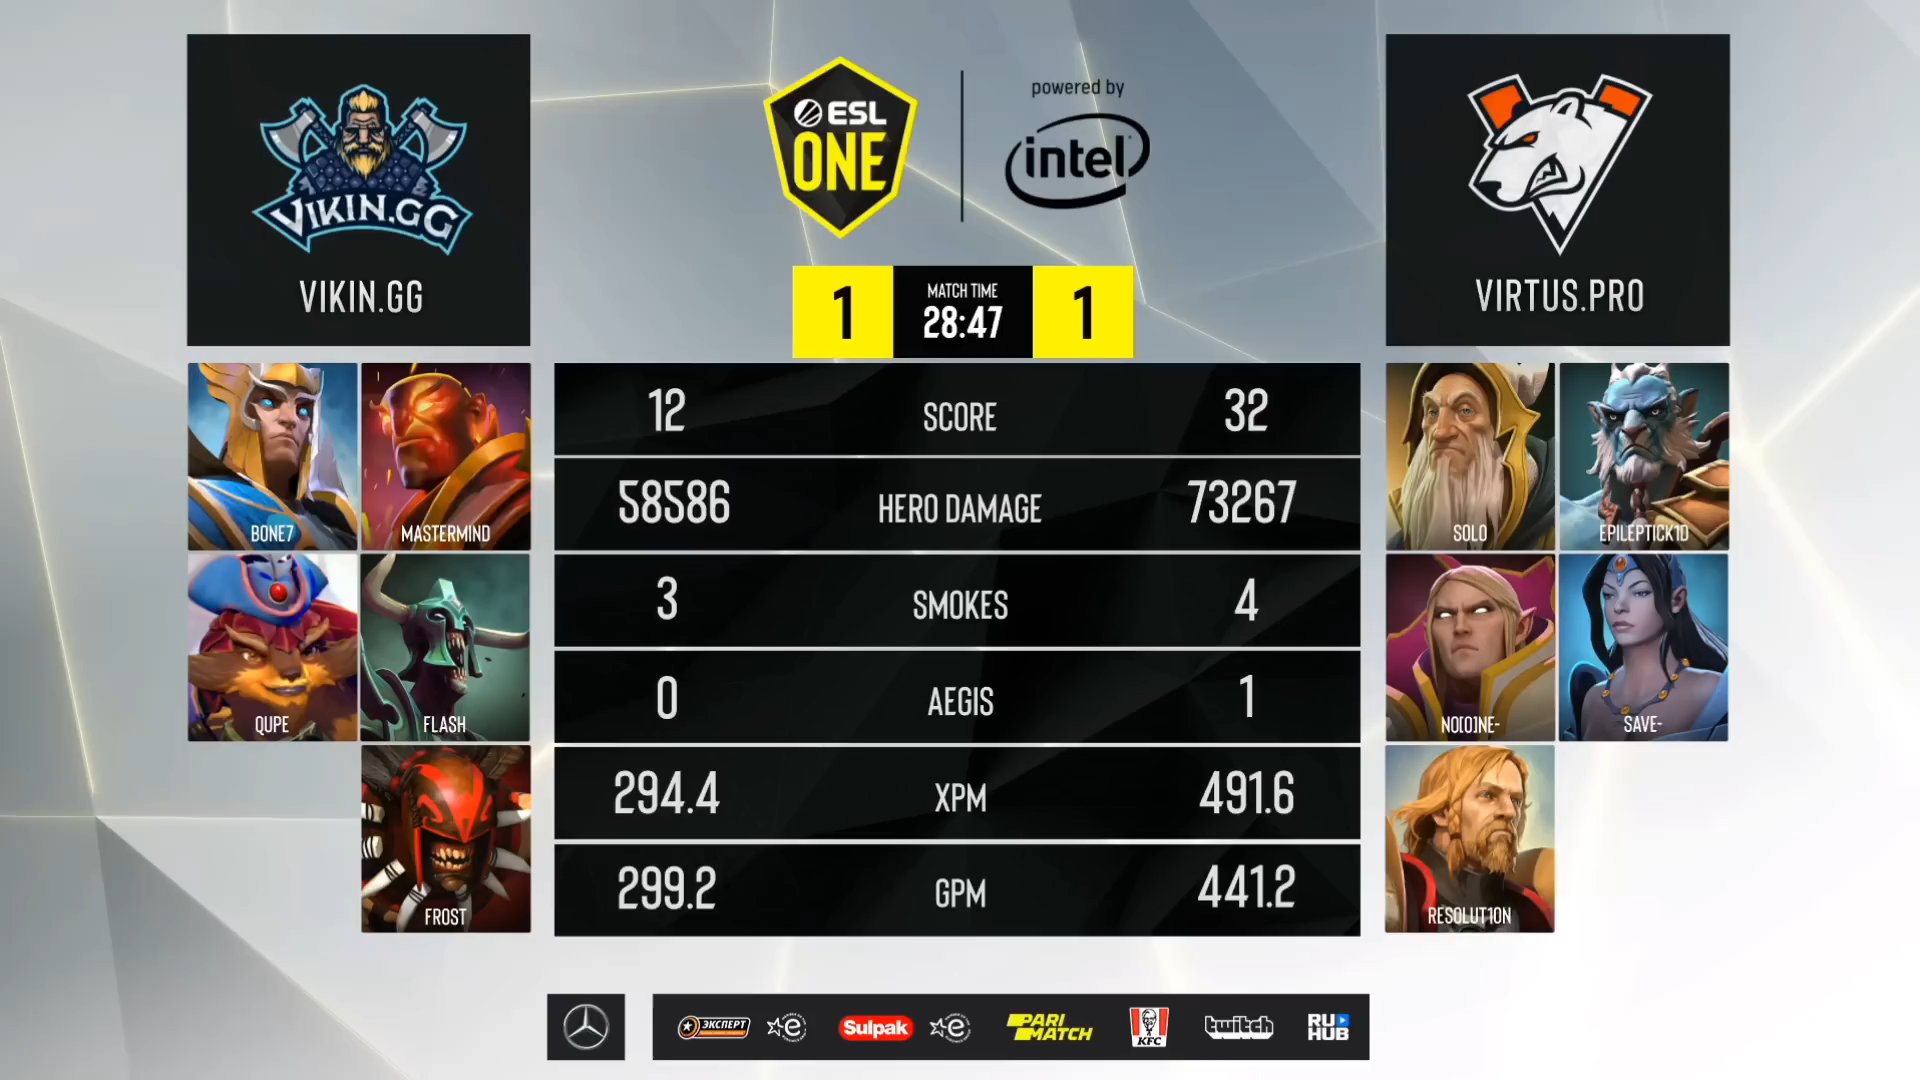 VIKIN.GG
VIKIN.GG
ESL
ONE
powered by
intel
VIRTUS.PRO
1
MATCH TIME
28:47
1
12
SCORE
32
58586
HERO DAMAGE
73267
3
SMOKES
4
0
AEGIS
1
294.4
XPM
491.6
299.2
GPM
441.2
BONE7
MASTERMIND
QUPE
FLASH
FROST
SOLO
EPILEPTICK1D
NO[O]NE-
SAVE-
RESOLUT1ON
ЭКСПЕРТ
Sulpak
PARI
MATCH
KFC
twitch
RU
HUB